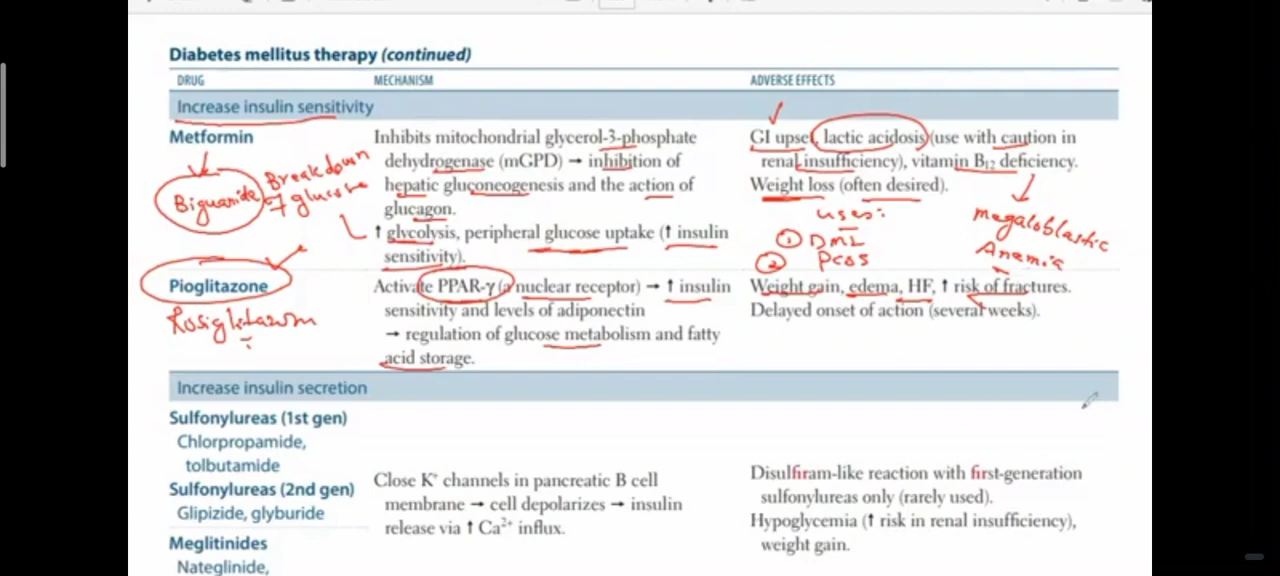 Diabetes mellitus therapy (continued)
DRUG MECHANISM ADVERSE EFFECTS
Increase insulin sensitivity
Metformin
Inhibits mitochondrial glycerol-3-phosphate
dehydrogenase (mGPD) → inhibition of
hepatic gluconeogenesis and the action of
glucagon.
↑ glycolysis, peripheral glucose uptake (↑ insulin
sensitivity).
GI upset, lactic acidosis (use with caution in
renal insufficiency), vitamin B12 deficiency.
Weight loss (often desired).
Biguanide
Breakdown
of glucose
uses:
① DM2
② PCOS
megaloblastic
Anemia
Pioglitazone
Activate PPAR-γ (a nuclear receptor) → ↑ insulin
sensitivity and levels of adiponectin
→ regulation of glucose metabolism and fatty
acid storage.
Weight gain, edema, HF, ↑ risk of fractures.
Delayed onset of action (several weeks).
Increase insulin secretion
Sulfonylureas (1st gen)
Chlorpropamide,
tolbutamide
Sulfonylureas (2nd gen)
Glipizide, glyburide
Meglitinides
Nateglinide,
Close K+ channels in pancreatic B cell
membrane → cell depolarizes → insulin
release via ↑ Ca2+ influx.
Disulfiram-like reaction with first-generation
sulfonylureas only (rarely used).
Hypoglycemia (↑ risk in renal insufficiency),
weight gain.